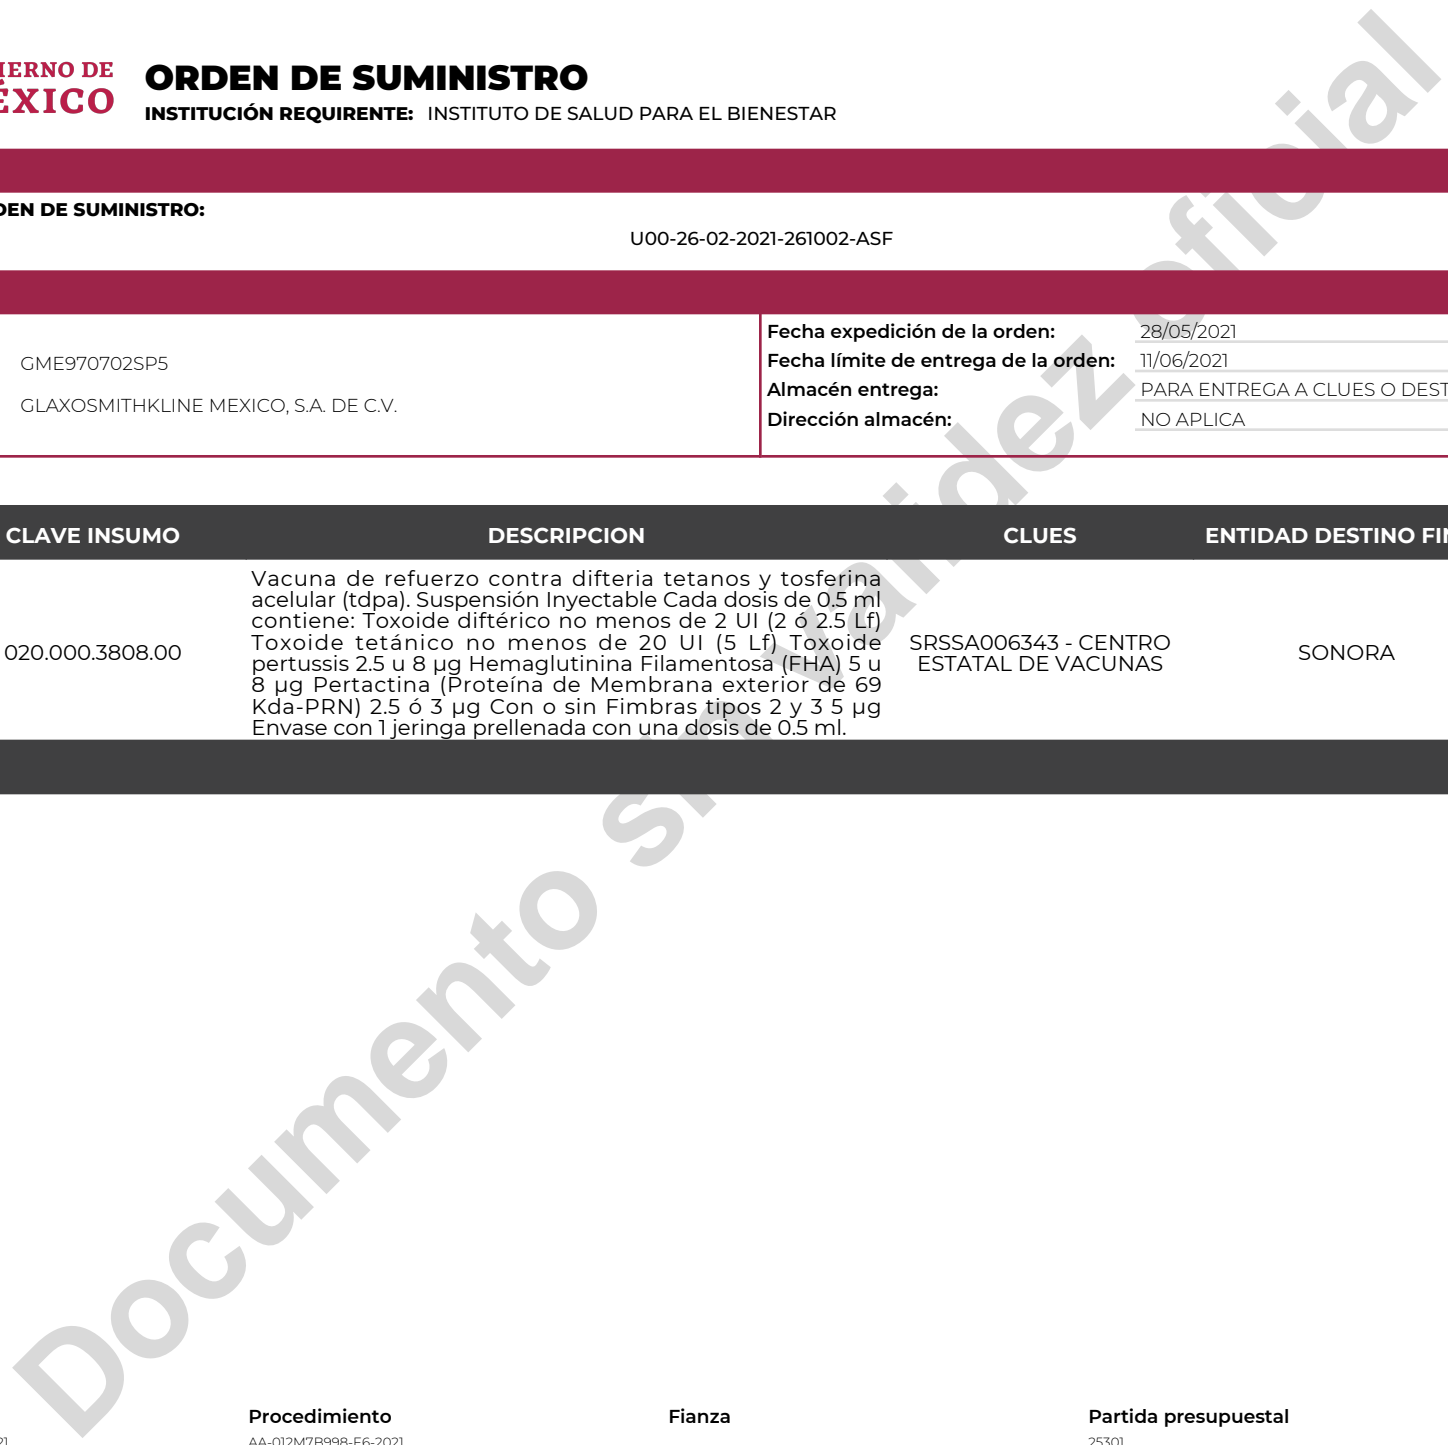 IERNO DE
ÉXICO
ORDEN DE SUMINISTRO
INSTITUCIÓN REQUIRENTE: INSTITUTO DE SALUD PARA EL BIENESTAR
DEN DE SUMINISTRO:
U00-26-02-2021-261002-ASF
GME970702SP5
GLAXOSMITHKLINE MEXICO, S.A. DE C.V.
Fecha expedición de la orden: 28/05/2021
Fecha límite de entrega de la orden: 11/06/2021
Almacén entrega: PARA ENTREGA A CLUES O DEST
Dirección almacén: NO APLICA
CLAVE INSUMO DESCRIPCION CLUES ENTIDAD DESTINO FIN
020.000.3808.00
Vacuna de refuerzo contra difteria tetanos y tosferina
acelular (tdpa). Suspensión Inyectable Cada dosis de 0.5 ml
contiene: Toxoide diftérico no menos de 2 UI (2 ó 2.5 Lf)
Toxoide tetánico no menos de 20 UI (5 Lf) Toxoide
pertussis 2.5 u 8 µg Hemaglutinina Filamentosa (FHA) 5 u
8 µg Pertactina (Proteína de Membrana exterior de 69
Kda-PRN) 2.5 ó 3 µg Con o sin Fimbras tipos 2 y 3 5 µg
Envase con 1 jeringa prellenada con una dosis de 0.5 ml.
SRSSA006343 - CENTRO
ESTATAL DE VACUNAS
SONORA
Documento sin validez oficial
Procedimiento Fianza Partida presupuestal
21 AA-012M7B998-E6-2021 25301